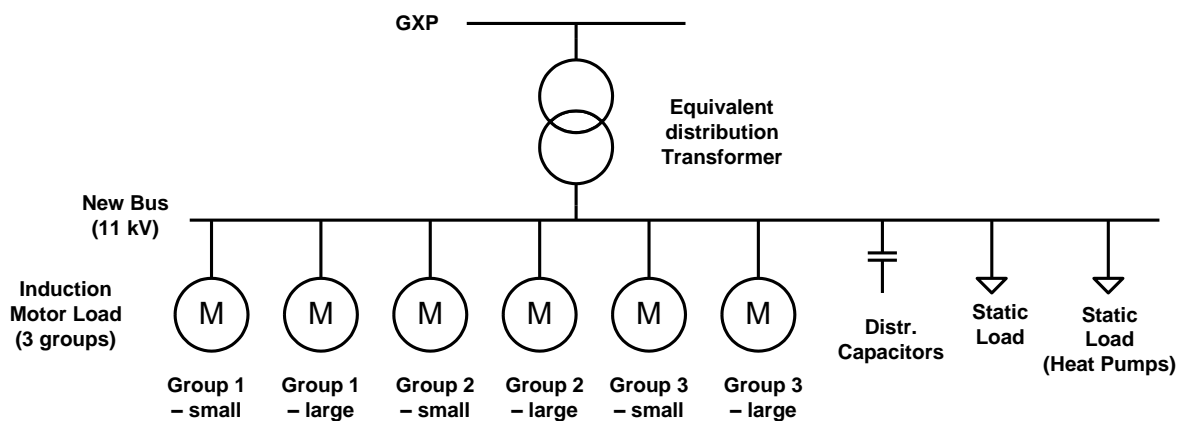 GXP
Equivalent
distribution
Transformer
New Bus
(11 kV)
Induction
Motor Load
(3 groups)
M
M
M
M
M
M
Distr.
Capacitors
Static
Load
Static
Load
(Heat Pumps)
Group 1
– small
Group 1
– large
Group 2
– small
Group 2
– large
Group 3
– small
Group 3
– large